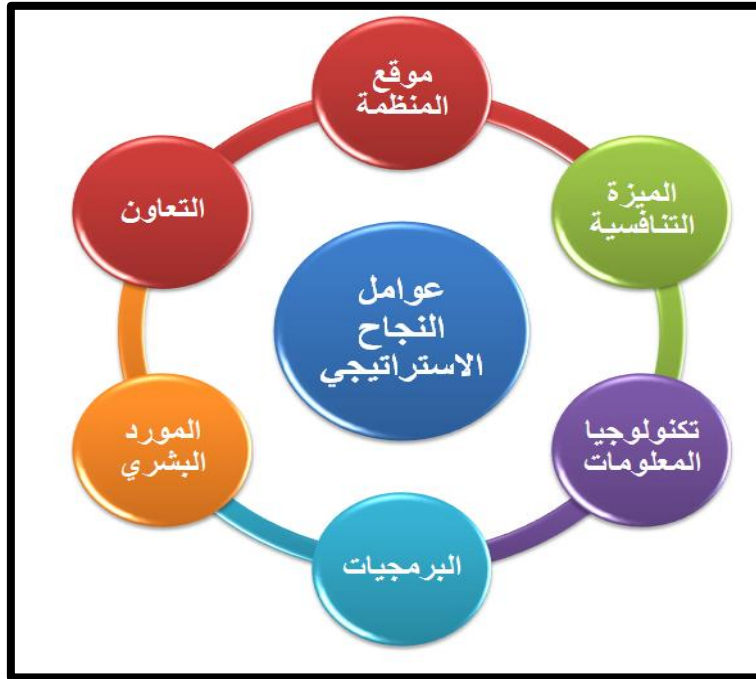 موقع
المنظمة
الميزة
التنافسية
تكنولوجيا
المعلومات
البرمجيات
المورد
البشري
التعاون
عوامل
النجاح
الاستراتيجي